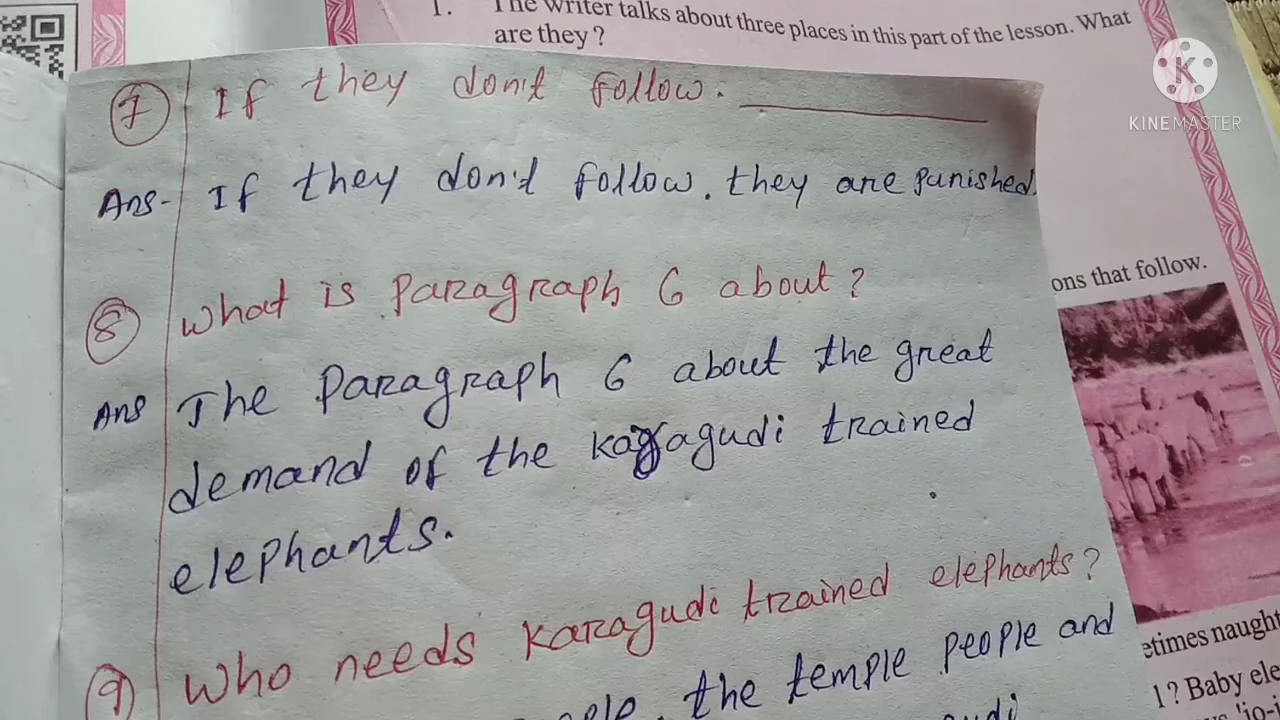 1. The Writer talks about three places in this part of the lesson. What
are they?
K
KINEMASTER
7 If they don't follow.
Ans- If they don't follow. they are punished.
8 What is Paragraph 6 about?
Ans The Paragraph 6 about the great
demand of the karagudi trained
elephants.
9 Who needs Karagudi trained elephants?
the temple people and
ons that follow.
etimes naught
1? Baby ele